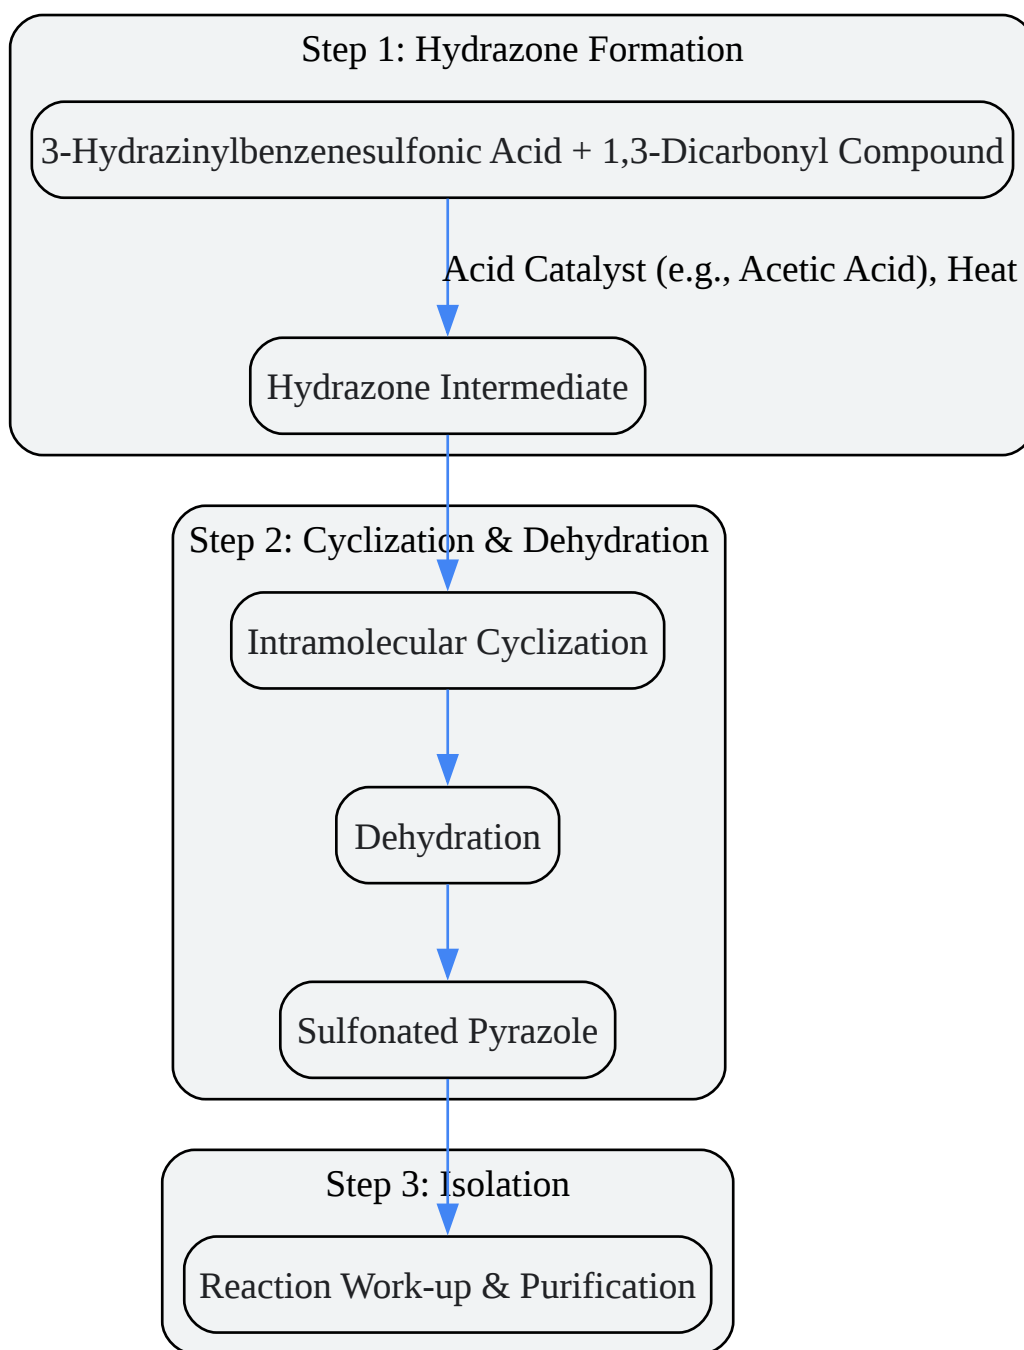 Step 1: Hydrazone Formation
3-Hydrazinylbenzenesulfonic Acid + 1,3-Dicarbonyl Compound
Acid Catalyst (e.g., Acetic Acid), Heat
Hydrazone Intermediate
Step 2: Cyclization & Dehydration
Intramolecular Cyclization
Dehydration
Sulfonated Pyrazole
Step 3: Isolation
Reaction Work-up & Purification